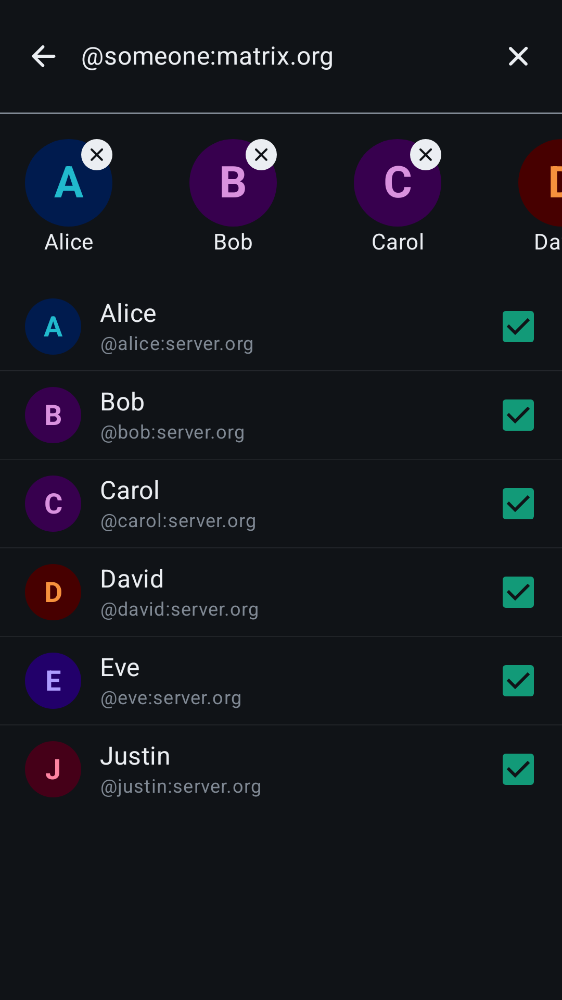 @someone:matrix.org
A B C D
Alice Bob Carol Da
A Alice
@alice:server.org
B Bob
@bob:server.org
C Carol
@carol:server.org
D David
@david:server.org
E Eve
@eve:server.org
J Justin
@justin:server.org